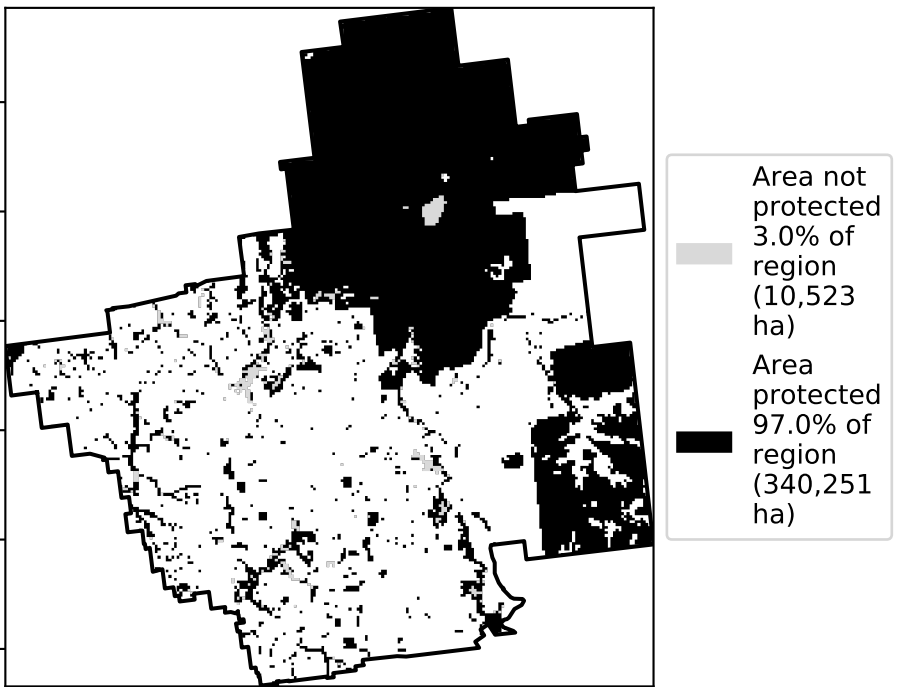 Area not
protected
3.0% of
region
(10,523
ha)
Area
protected
97.0% of
region
(340,251
ha)